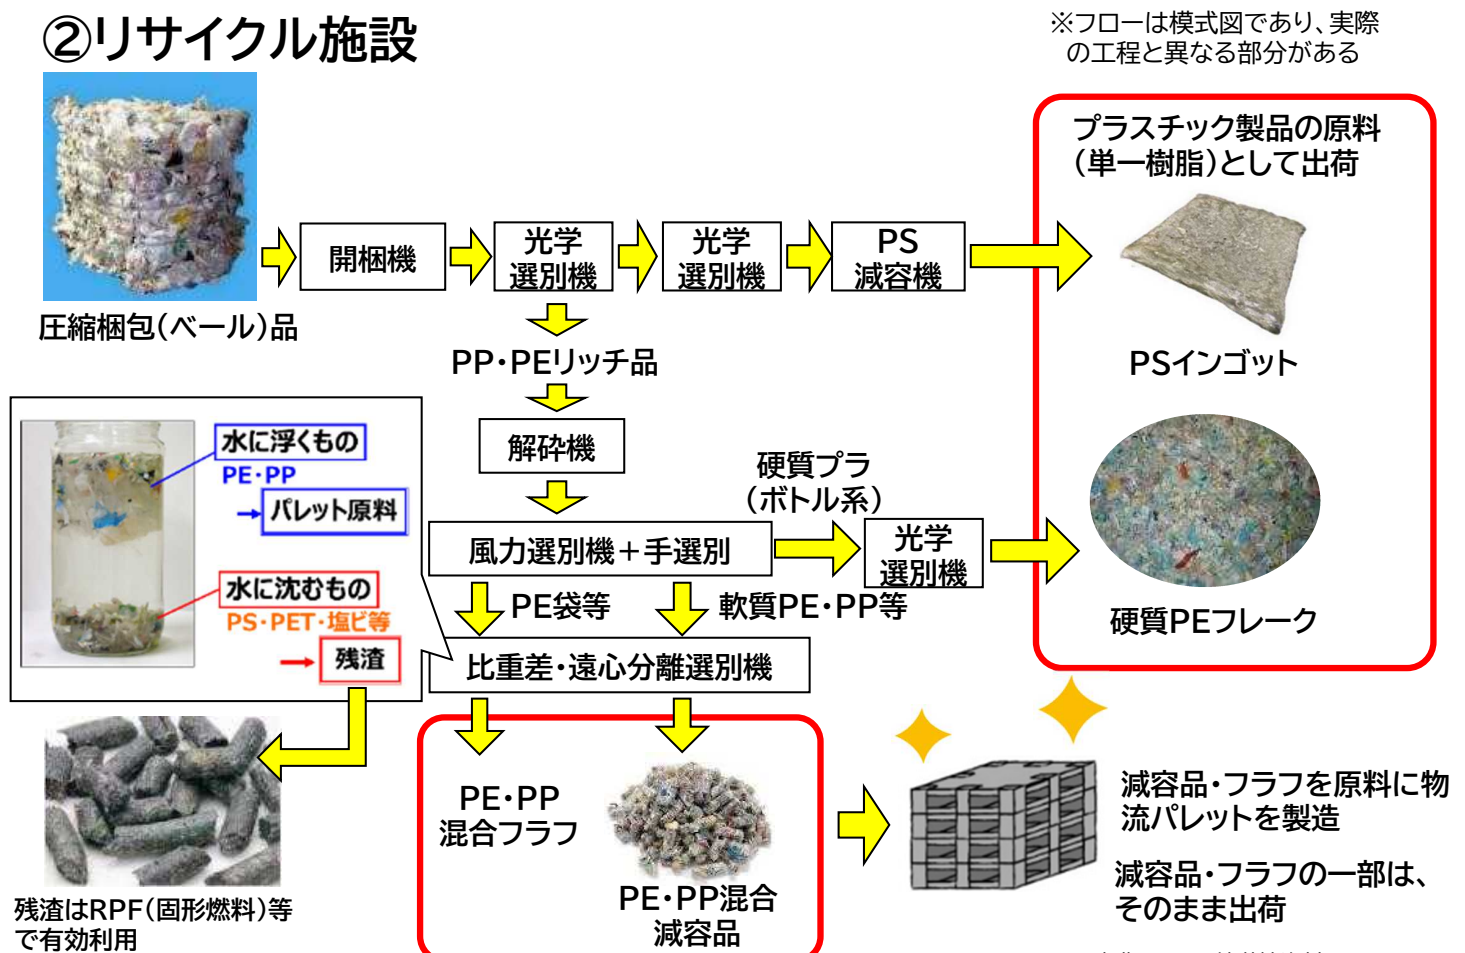 ②リサイクル施設
※フローは模式図であり、実際
の工程と異なる部分がある
プラスチック製品の原料
(単一樹脂)として出荷
開梱機
光学
選別機
光学
選別機
PS
減容機
圧縮梱包(ベール)品
PSインゴット
PP・PEリッチ品
解砕機
水に浮くもの
PE・PP
→パレット原料
硬質プラ
(ボトル系)
風力選別機+手選別
光学
選別機
水に沈むもの
PS・PET・塩ビ等
→残渣
PE袋等
軟質PE・PP等
硬質PEフレーク
比重差・遠心分離選別機
PE・PP
混合フラフ
PE・PP混合
減容品
減容品・フラフを原料に物
流パレットを製造
減容品・フラフの一部は、
そのまま出荷
残渣はRPF(固形燃料)等
で有効利用